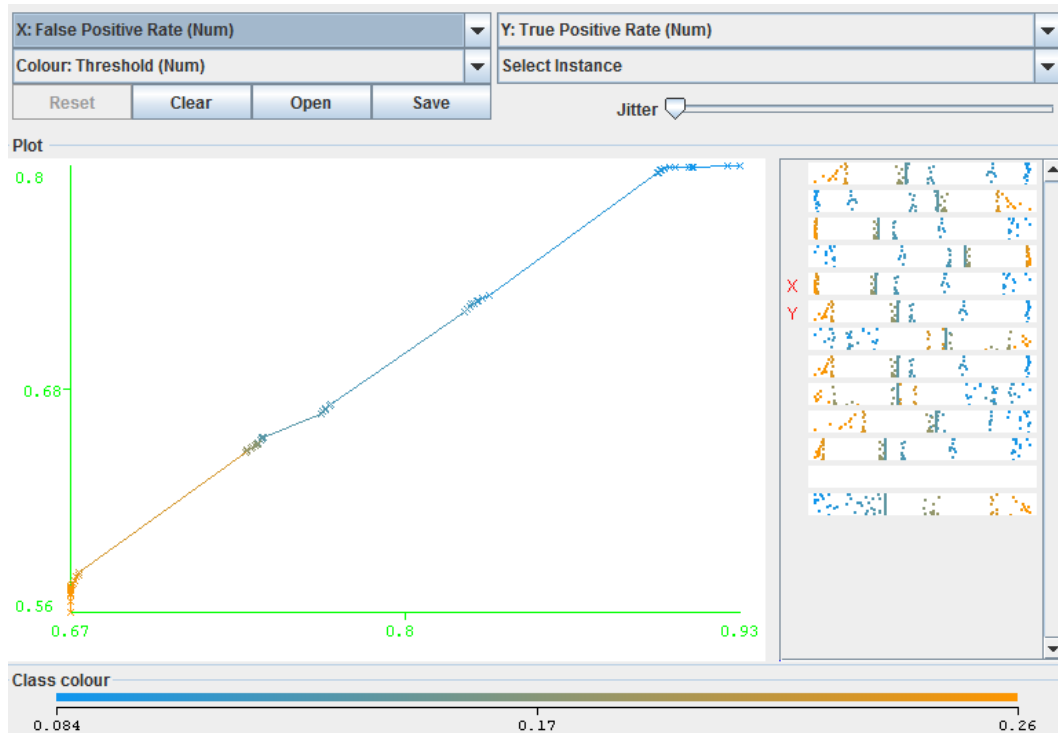 X: False Positive Rate (Num)
Y: True Positive Rate (Num)
Colour: Threshold (Num)
Select Instance
Reset
Clear
Open
Save
Jitter
Plot
0.8
0.68
0.56
0.67
0.8
0.93
X
Y
Class colour
0.084
0.17
0.26